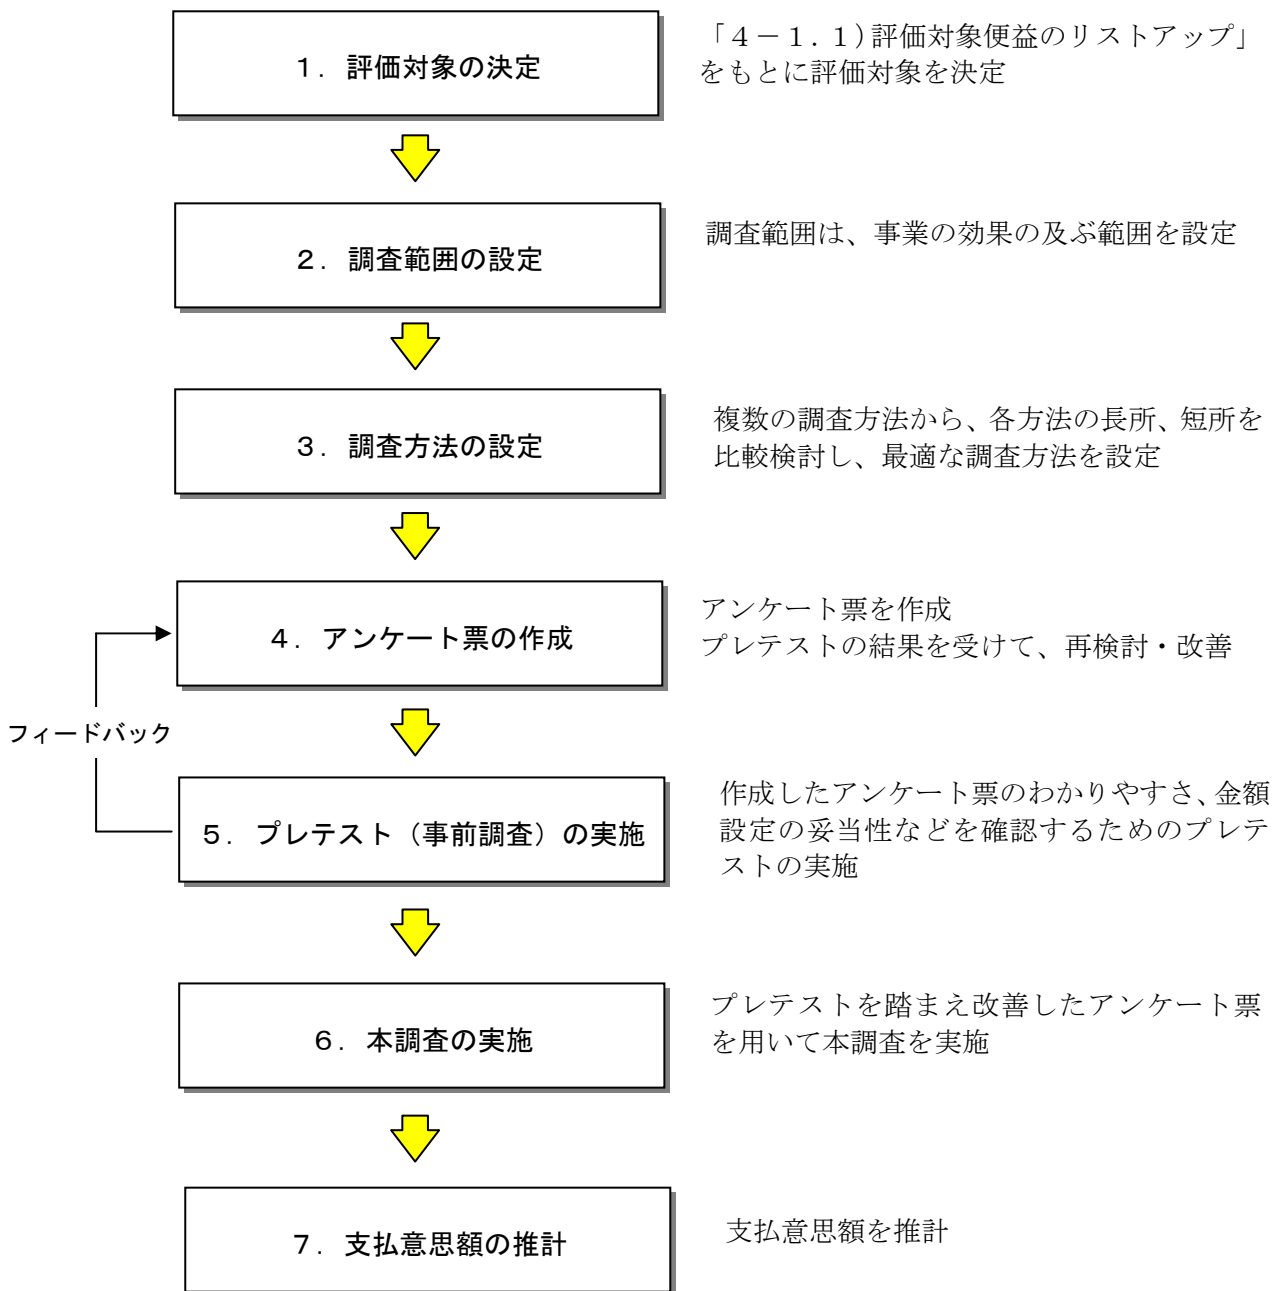 1．評価対象の決定
「４－１．１）評価対象便益のリストアップ」
をもとに評価対象を決定
2．調査範囲の設定
調査範囲は、事業の効果の及ぶ範囲を設定
3．調査方法の設定
複数の調査方法から、各方法の長所、短所を
比較検討し、最適な調査方法を設定
4．アンケート票の作成
アンケート票を作成
プレテストの結果を受けて、再検討・改善
フィードバック
5．プレテスト（事前調査）の実施
作成したアンケート票のわかりやすさ、金額
設定の妥当性などを確認するためのプレテ
ストの実施
6．本調査の実施
プレテストを踏まえ改善したアンケート票
を用いて本調査を実施
7．支払意思額の推計
支払意思額を推計